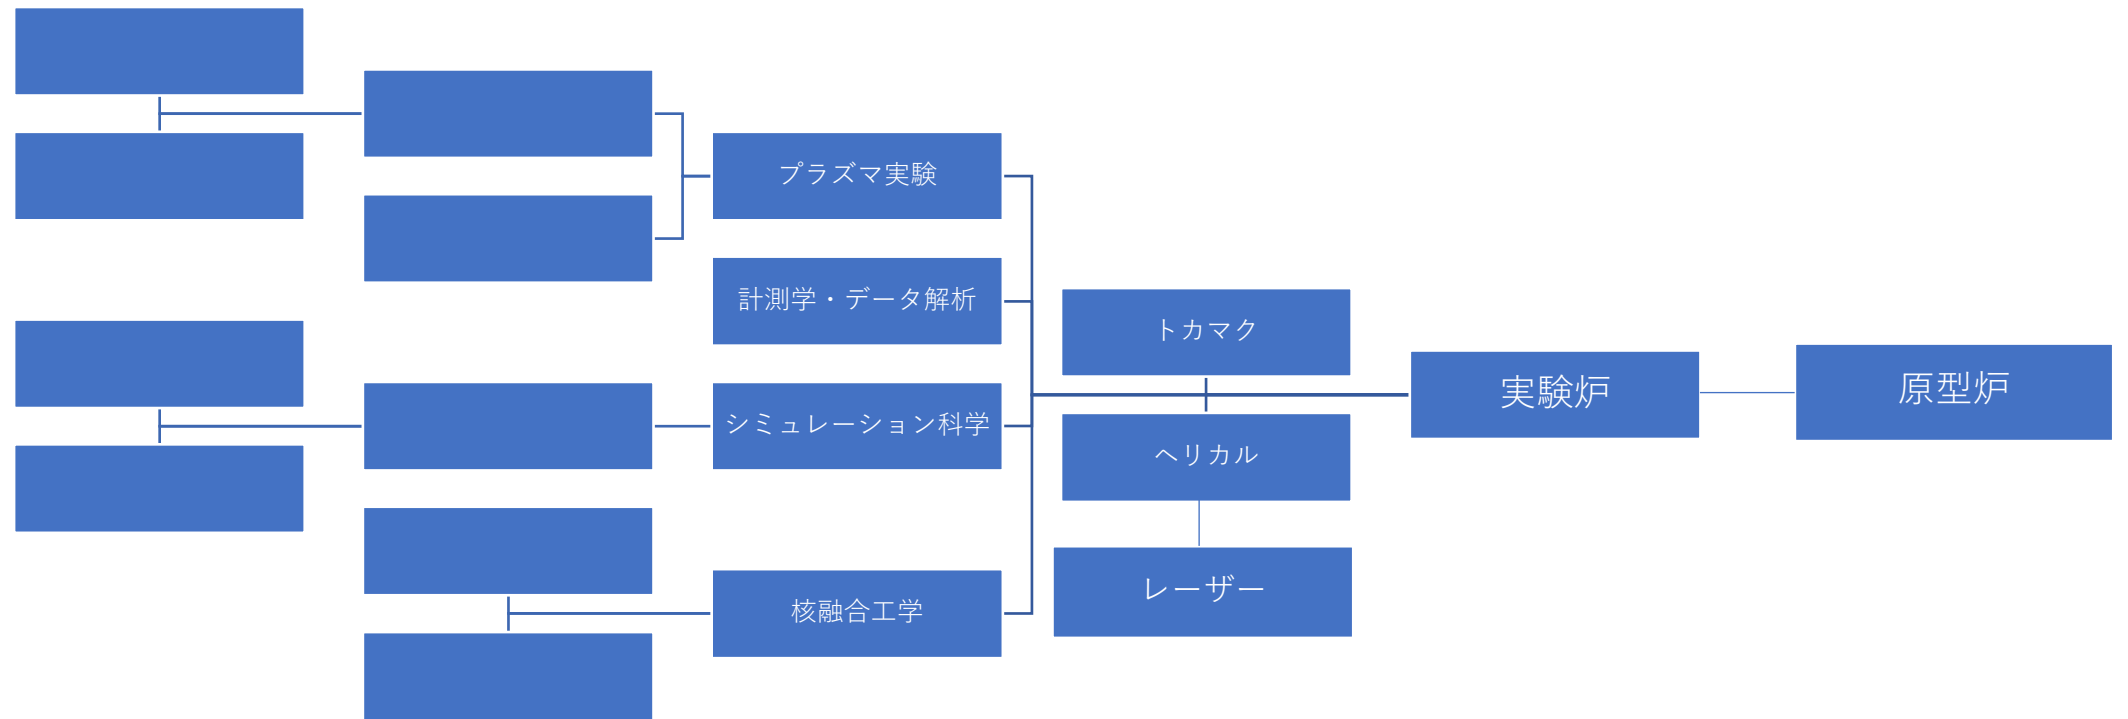 プラズマ実験
計測学・データ解析
シミュレーション科学
核融合工学
トカマク
ヘリカル
レーザー
実験炉
原型炉